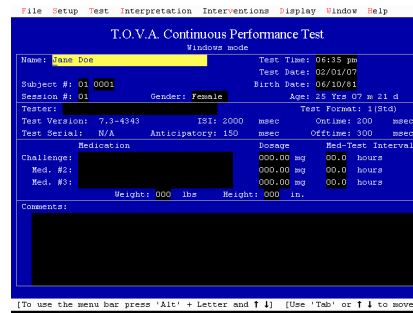 File Setup Test Interpretation Interventions Display Window Help
T.O.V.A. Continuous Performance Test
Windows mode
Name: Jane Doe Test Time: 06:35 pm
Test Date: 02/01/07
Subject #: 01 0001 Birth Date: 06/10/81
Session #: 01 Gender: Female Age: 25 Yrs 07 m 21 d
Tester: Test Format: 1(Std)
Test Version: 7.3-4343 ISI: 2000 msec Ontime: 200 msec
Test Serial: N/A Anticipatory: 150 msec Offtime: 300 msec
Medication Dosage Med-Test Interval
Challenge: 000.00 mg 00.0 hours
Med. #2: 000.00 mg 00.0 hours
Med. #3: 000.00 mg 00.0 hours
Weight: 000 lbs Height: 000 in.
Comments:
[To use the menu bar press 'Alt' + Letter and ↑ ↓] [Use 'Tab' or ↑ ↓ to move